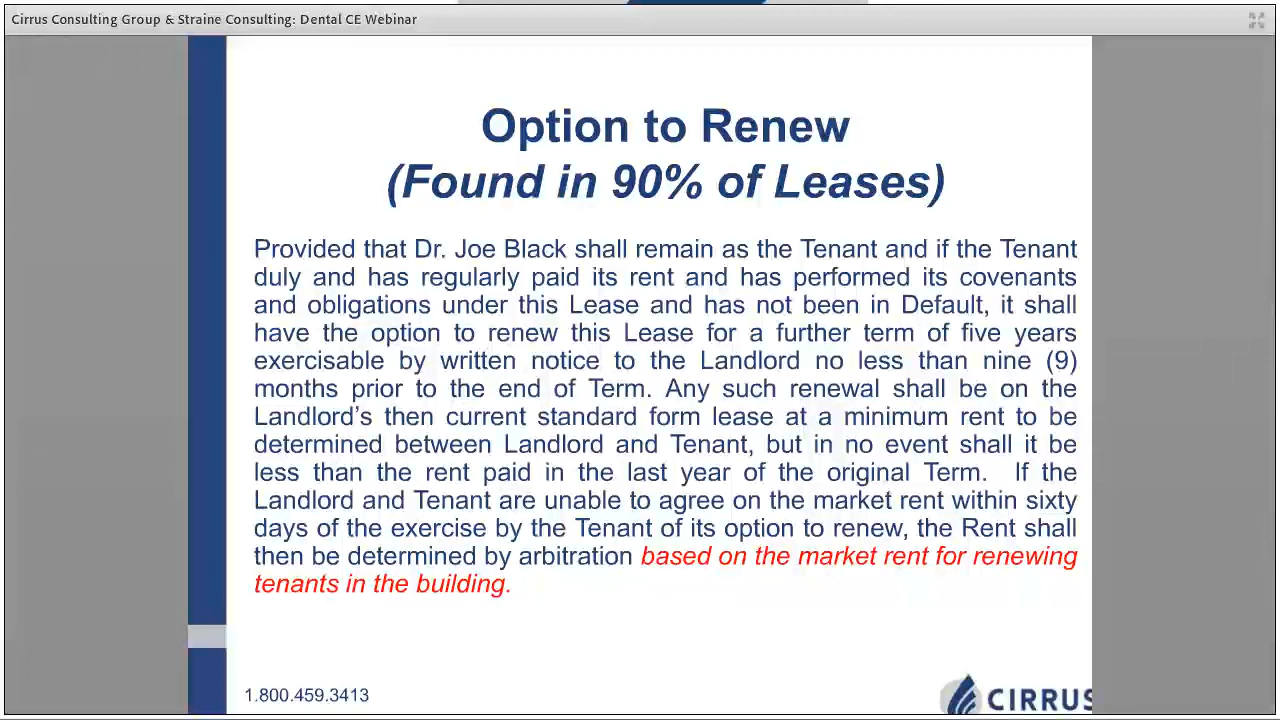 Cirrus Consulting Group & Straine Consulting: Dental CE Webinar
Option to Renew
(Found in 90% of Leases)
Provided that Dr. Joe Black shall remain as the Tenant and if the Tenant
duly and has regularly paid its rent and has performed its covenants
and obligations under this Lease and has not been in Default, it shall
have the option to renew this Lease for a further term of five years
exercisable by written notice to the Landlord no less than nine (9)
months prior to the end of Term. Any such renewal shall be on the
Landlord's then current standard form lease at a minimum rent to be
determined between Landlord and Tenant, but in no event shall it be
less than the rent paid in the last year of the original Term. If the
Landlord and Tenant are unable to agree on the market rent within sixty
days of the exercise by the Tenant of its option to renew, the Rent shall
then be determined by arbitration based on the market rent for renewing
tenants in the building.
1.800.459.3413
CIRRUS